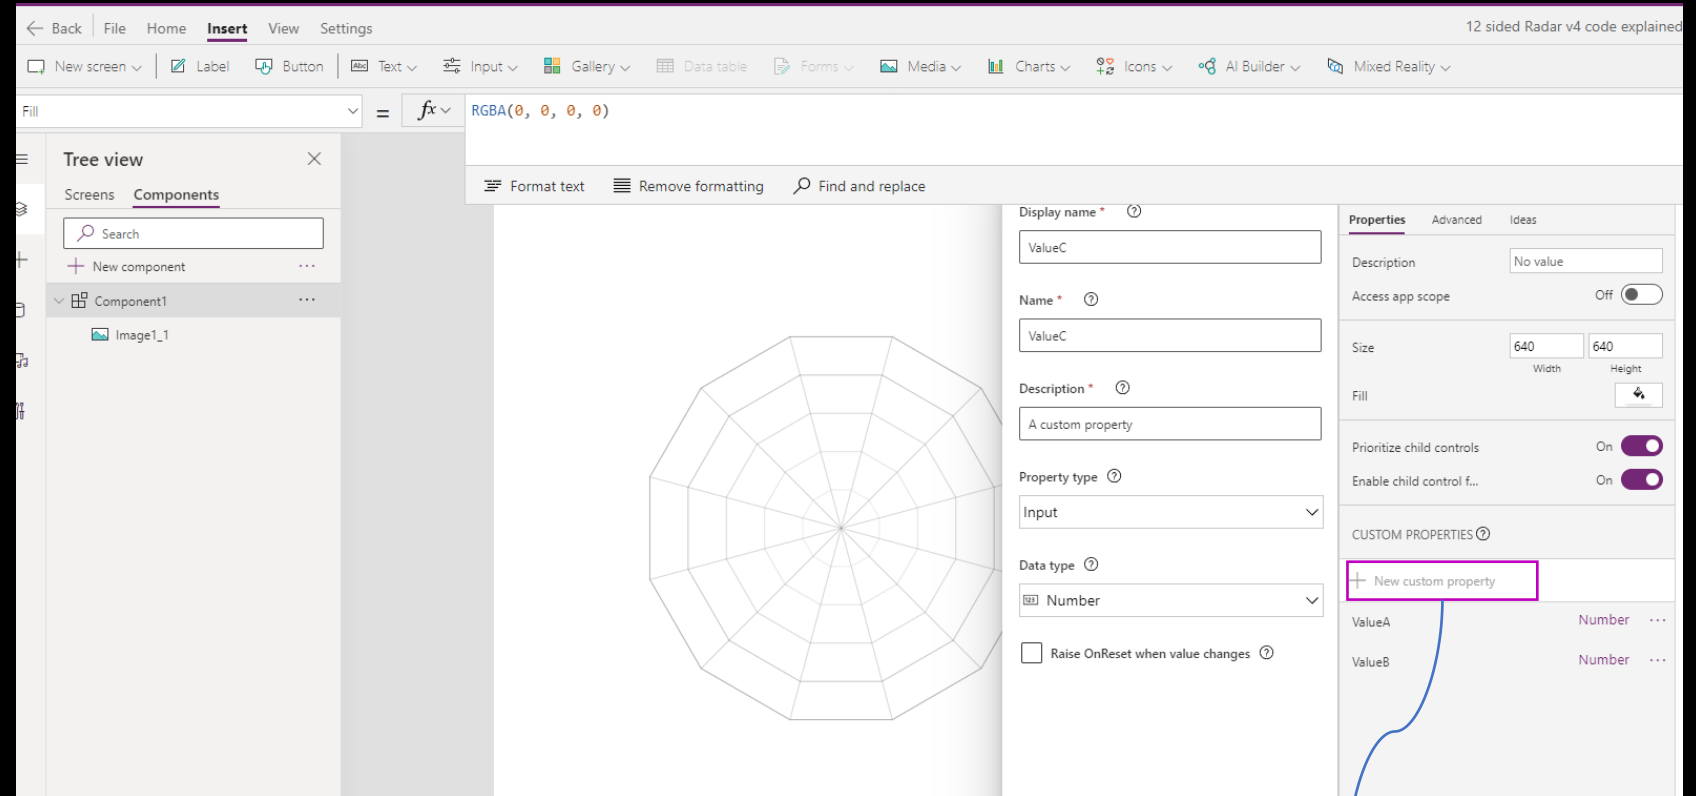 Back File Home Insert View Settings 12 sided Radar v4 code explained
New screen Label Button Abc Text Input Gallery Data table Forms Media Charts Icons AI Builder Mixed Reality
Fill = fx RGBA(0, 0, 0, 0)
Format text Remove formatting Find and replace
Tree view
Screens Components
Search
New component ...
Component1 ...
Image1_1
Display name * ?
ValueC
Name * ?
ValueC
Description * ?
A custom property
Property type ?
Input
Data type ?
123 Number
Raise OnReset when value changes ?
Properties Advanced Ideas
Description No value
Access app scope Off
Size 640 640
Width Height
Fill
Prioritize child controls On
Enable child control f... On
CUSTOM PROPERTIES ?
New custom property
ValueA Number ...
ValueB Number ...